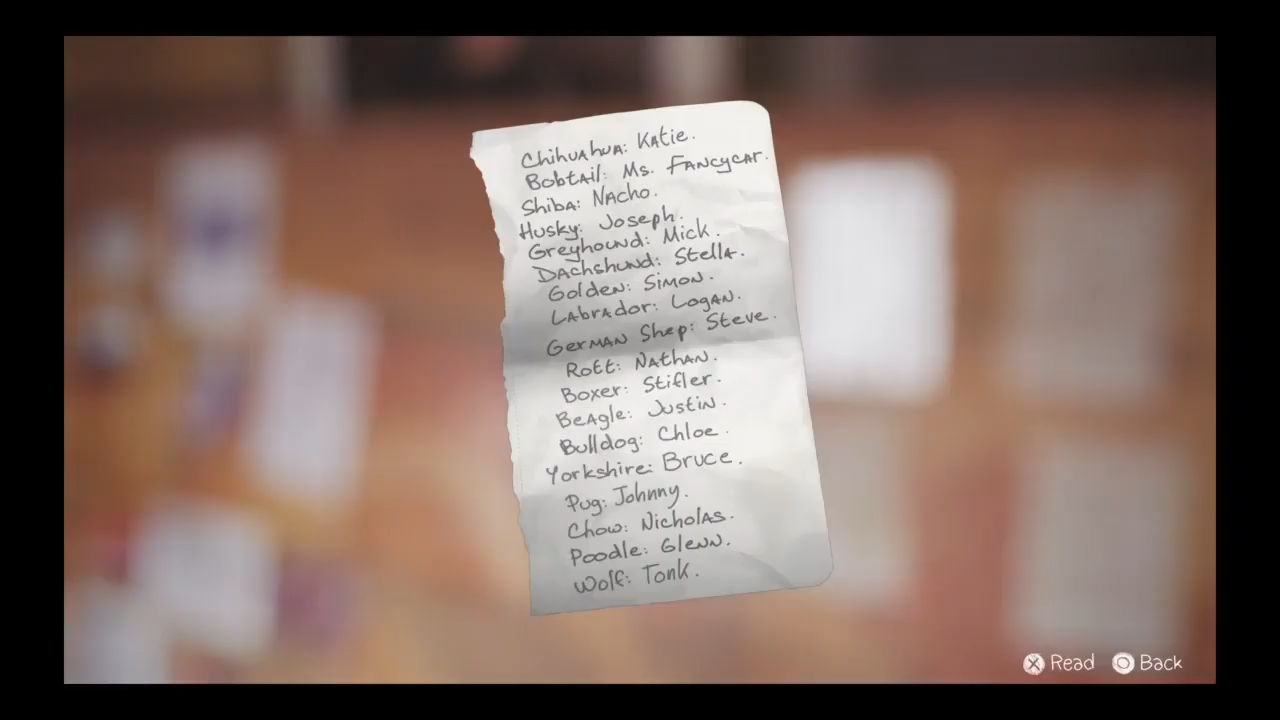 Chihuahua: Katie.
Bobtail: Ms. Fancycar.
Shiba: Nacho.
Husky: Joseph.
Greyhound: Mick.
Dachshund: Stella.
Golden: Simon.
Labrador: Logan.
German Shep: Steve.
Rott: Nathan.
Boxer: Stifler.
Beagle: Justin.
Bulldog: Chloe.
Yorkshire: Bruce.
Pug: Johnny.
Chow: Nicholas.
Poodle: Glenn.
Wolf: Tonk.
Read Back